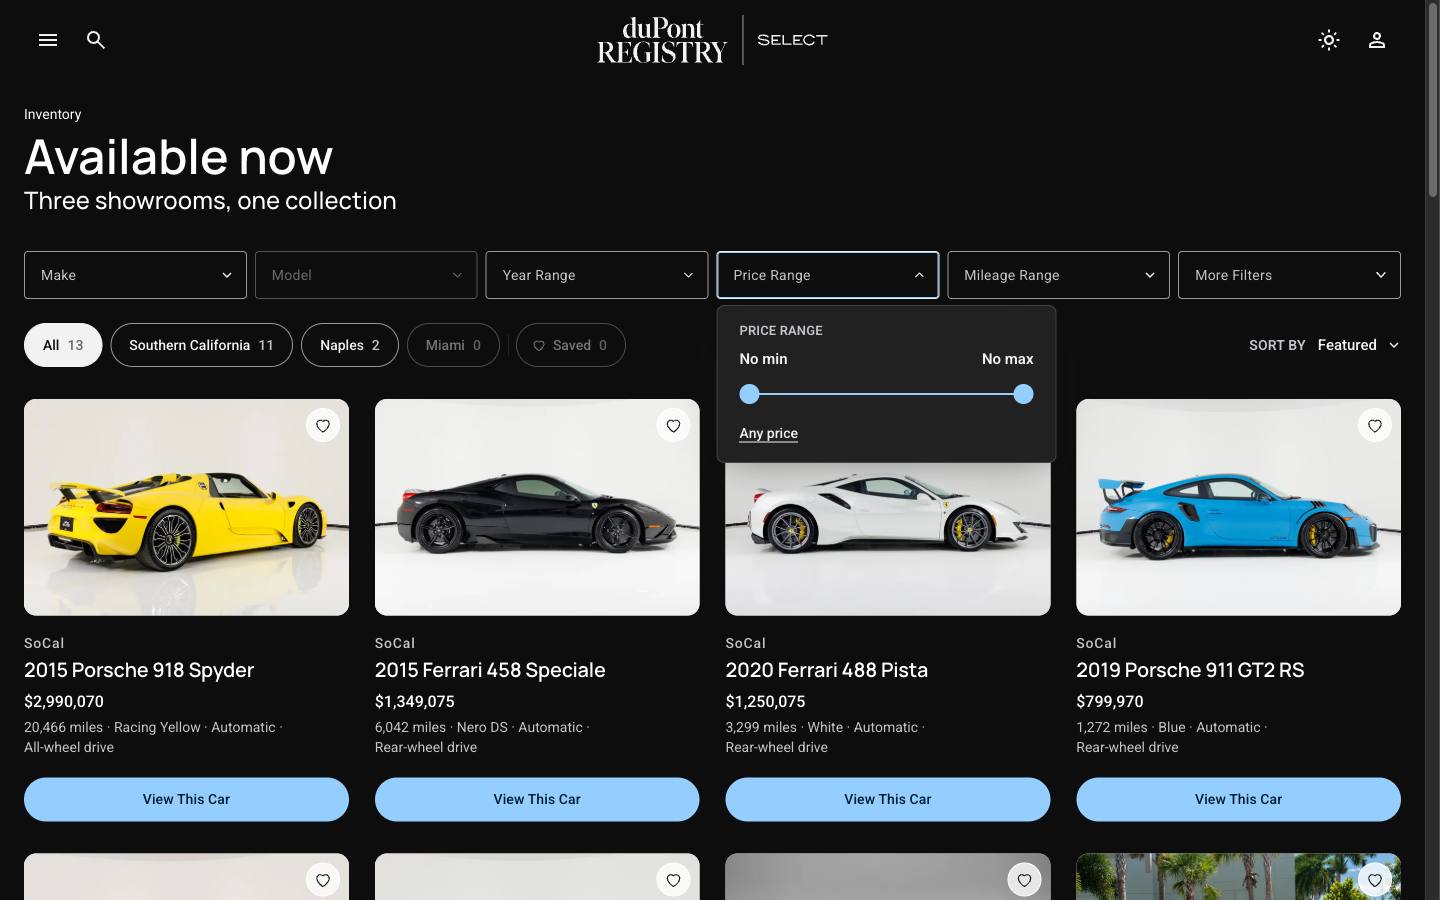 duPont
REGISTRY
SELECT
Inventory
Available now
Three showrooms, one collection
Make
Model
Year Range
Price Range
Mileage Range
More Filters
All 13
Southern California 11
Naples 2
Miami 0
Saved 0
SORT BY Featured
PRICE RANGE
No min
No max
Any price
SoCal
2015 Porsche 918 Spyder
$2,990,070
20,466 miles · Racing Yellow · Automatic ·
All-wheel drive
View This Car
SoCal
2015 Ferrari 458 Speciale
$1,349,075
6,042 miles · Nero DS · Automatic ·
Rear-wheel drive
View This Car
SoCal
2020 Ferrari 488 Pista
$1,250,075
3,299 miles · White · Automatic ·
Rear-wheel drive
View This Car
SoCal
2019 Porsche 911 GT2 RS
$799,970
1,272 miles · Blue · Automatic ·
Rear-wheel drive
View This Car